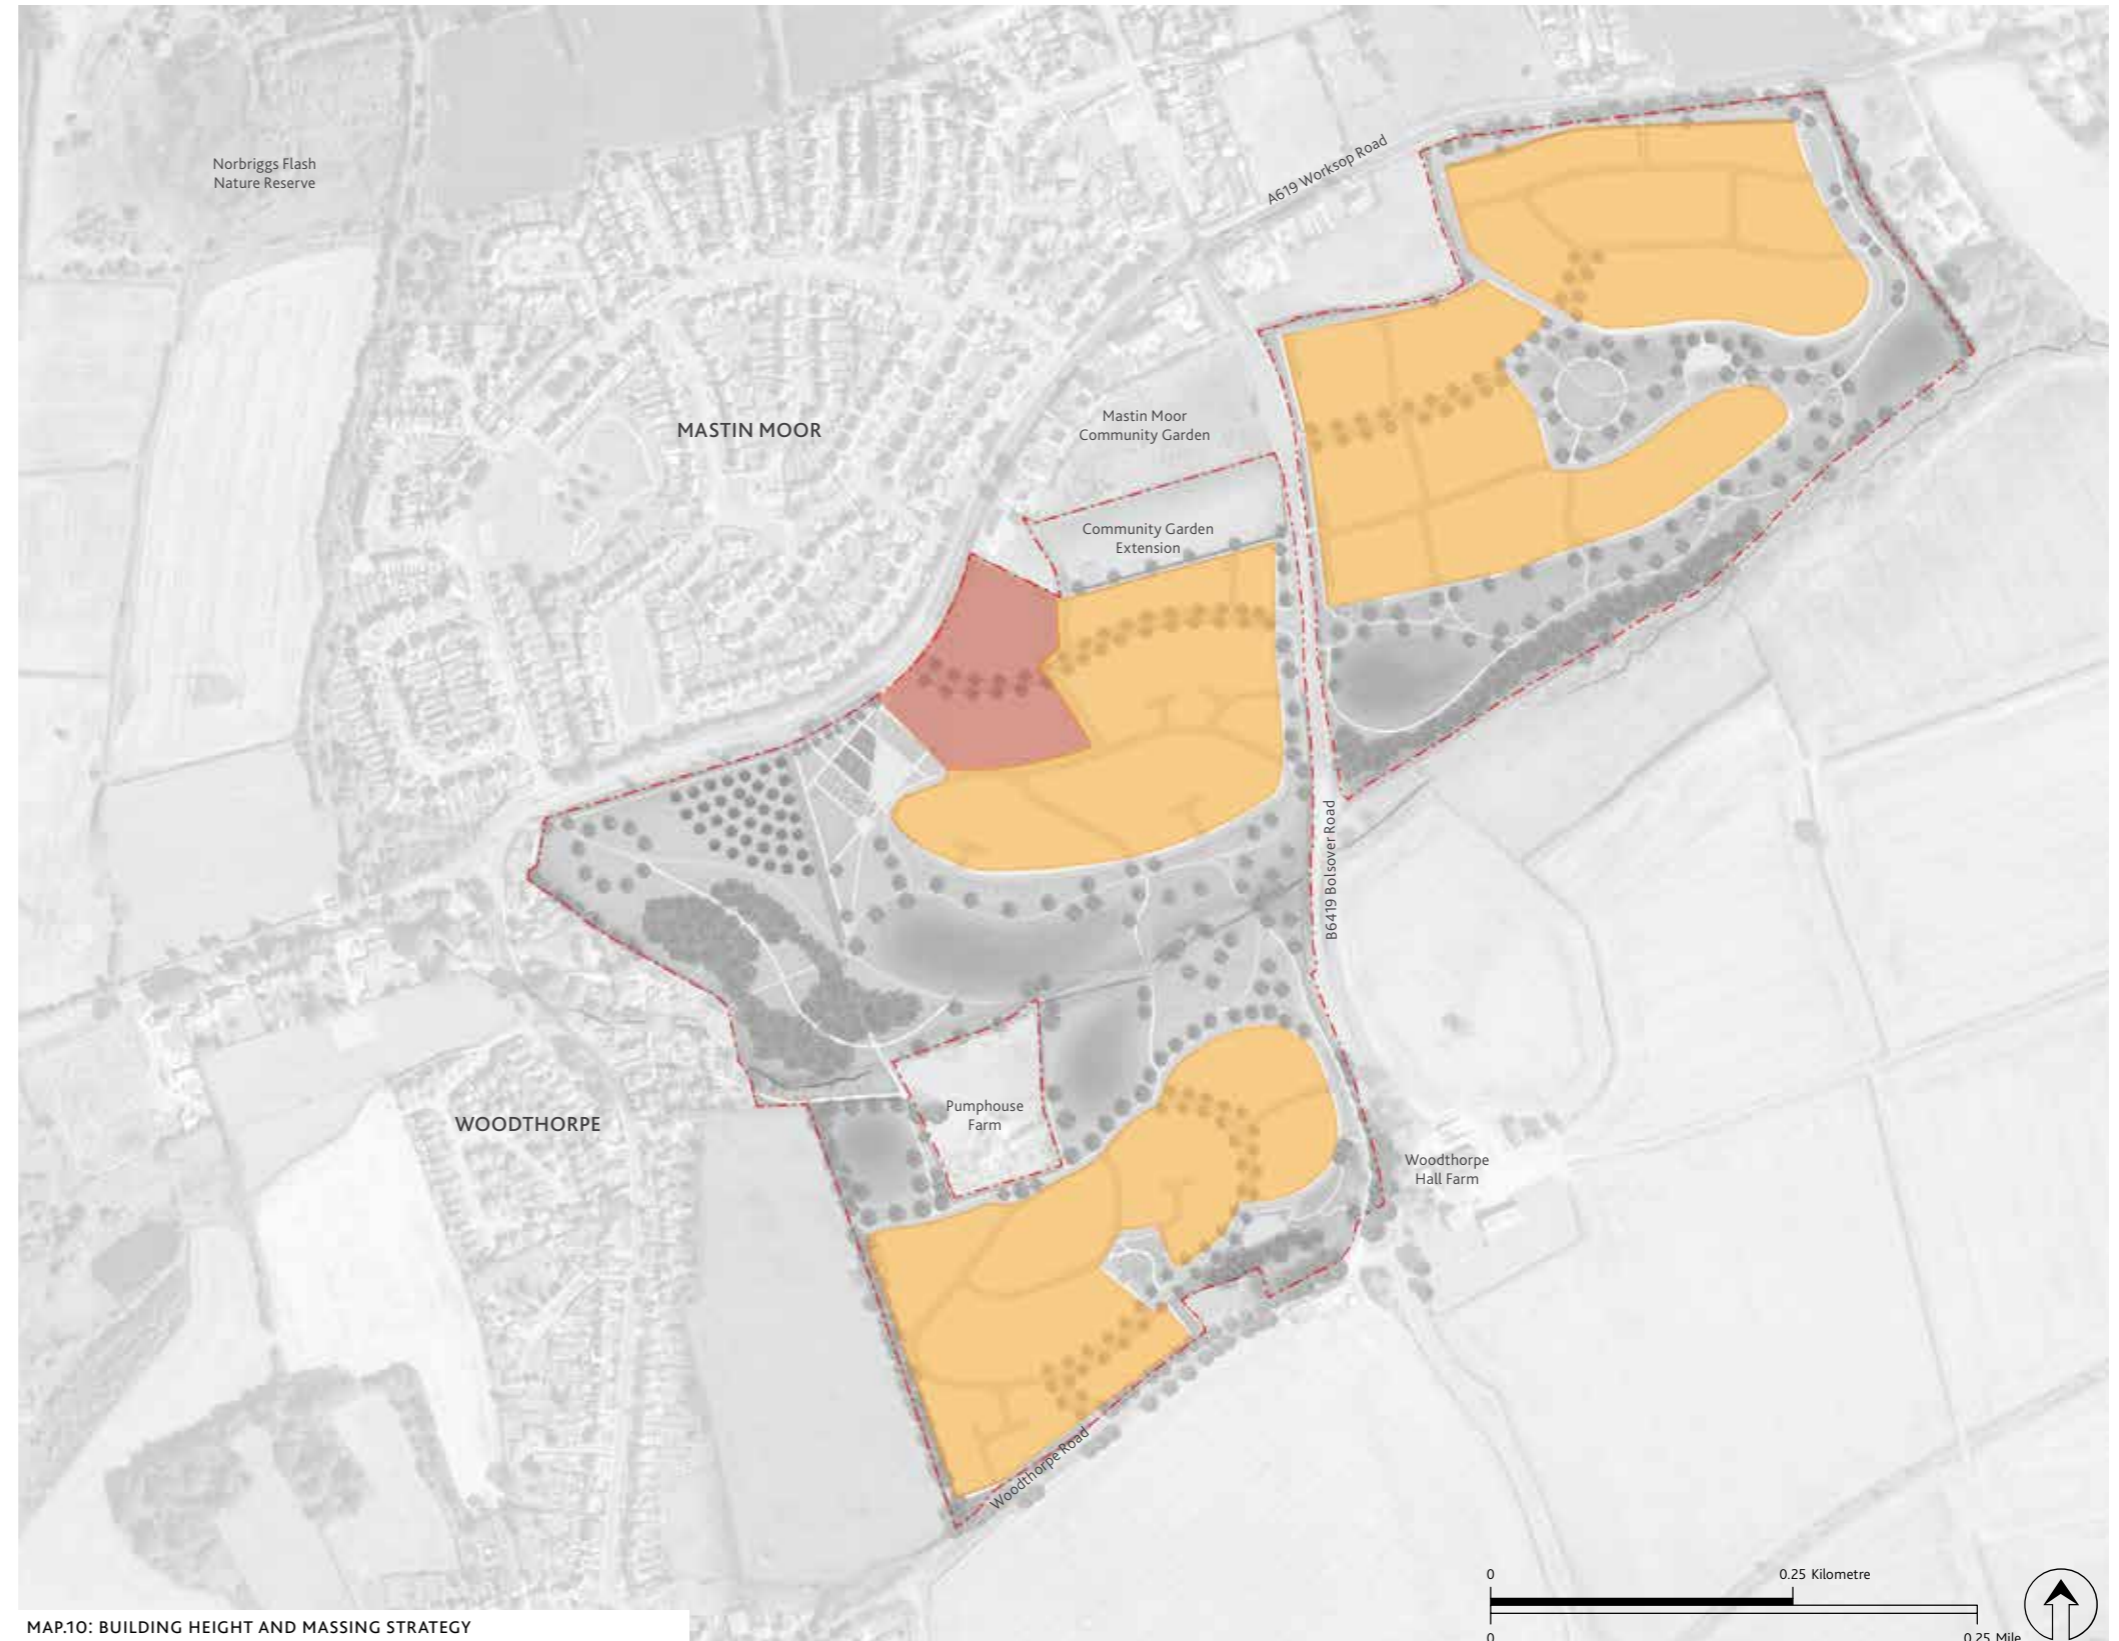 Norbriggs Flash
Nature Reserve
A619 Worksop Road
MASTIN MOOR
Mastin Moor
Community Garden
Community Garden
Extension
B6419 Bolsover Road
Pumphouse
Farm
WOODTHORPE
Woodthorpe
Hall Farm
Woodthorpe Road
0
0.25 Kilometre
0
0.25 Mile
MAP.10: BUILDING HEIGHT AND MASSING STRATEGY